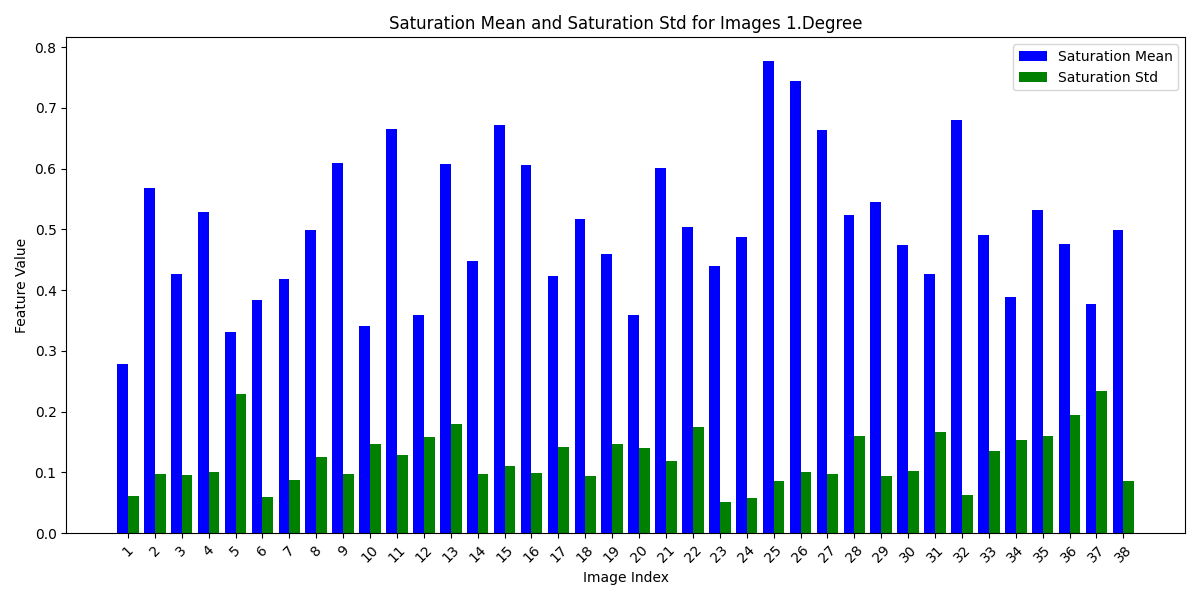 Saturation Mean and Saturation Std for Images 1.Degree
Saturation Mean
Saturation Std
Feature Value
0.8
0.7
0.6
0.5
0.4
0.3
0.2
0.1
0.0
1 2 3 4 5 6 7 8 9 10 11 12 13 14 15 16 17 18 19 20 21 22 23 24 25 26 27 28 29 30 31 32 33 34 35 36 37 38
Image Index